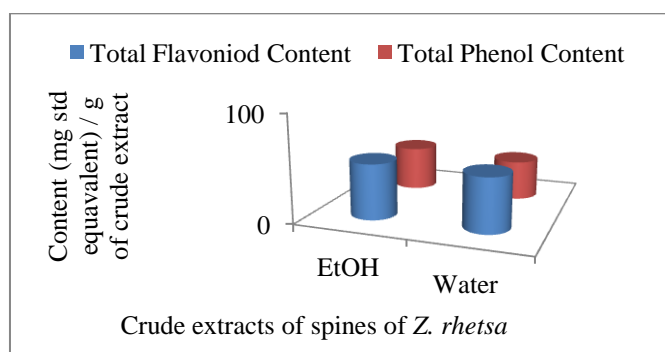 Total Flavoniod Content Total Phenol Content
Content (mg std
equavalent) / g
of crude extract
100
0
EtOH
Water
Crude extracts of spines of Z. rhetsa